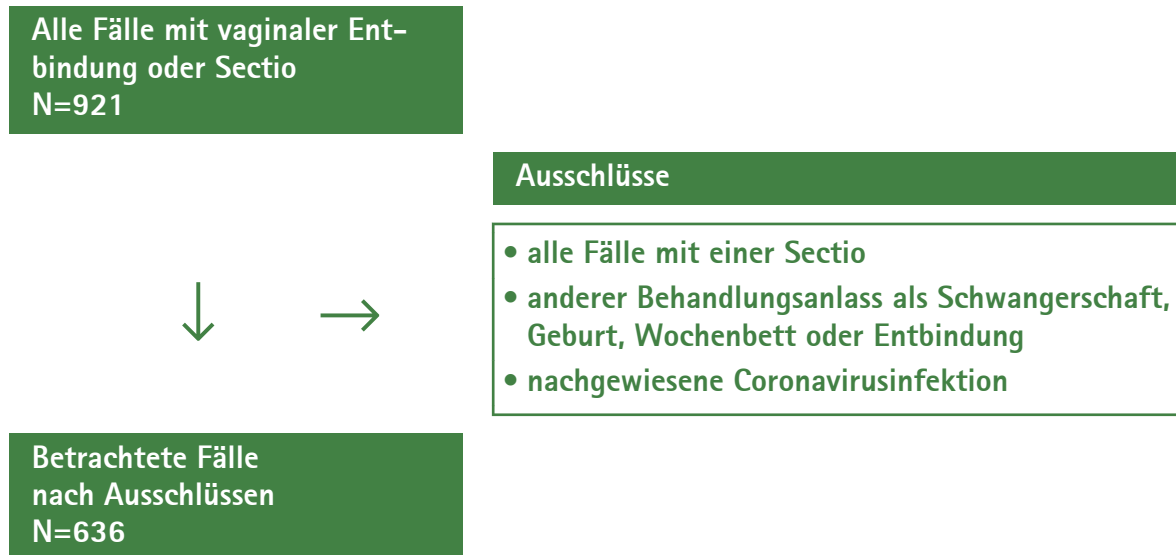 Alle Fälle mit vaginaler Ent-
bindung oder Sectio
N=921
Ausschlüsse
• alle Fälle mit einer Sectio
• anderer Behandlungsanlass als Schwangerschaft,
Geburt, Wochenbett oder Entbindung
• nachgewiesene Coronavirusinfektion
Betrachtete Fälle
nach Ausschlüssen
N=636